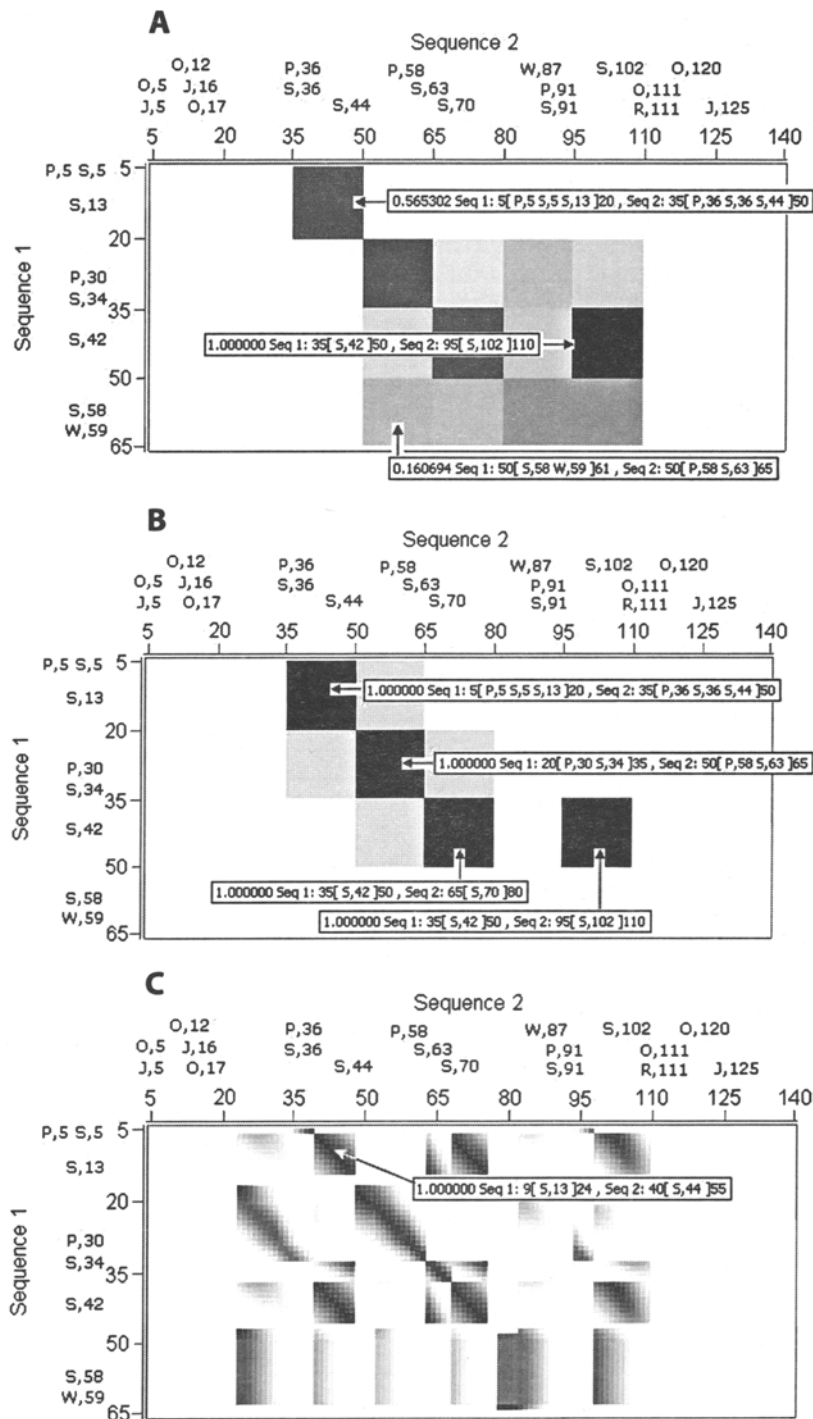 A
Sequence 2
O,12 P,36 P,58 W,87 S,102 O,120
O,5 J,16 S,36 S,63 P,91 O,111
J,5 O,17 S,44 S,70 S,91 R,111 J,125
5 20 35 50 65 80 95 110 125 140
Sequence 1
P,5 S,5 5
S,13
20
P,30
S,34
35
S,42
50
S,58
W,59
65
0.565302 Seq 1: 5[ P,5 S,5 S,13 ]20 , Seq 2: 35[ P,36 S,36 S,44 ]50
1.000000 Seq 1: 35[ S,42 ]50 , Seq 2: 95[ S,102 ]110
0.160694 Seq 1: 50[ S,58 W,59 ]61 , Seq 2: 50[ P,58 S,63 ]65
B
Sequence 2
O,12 P,36 P,58 W,87 S,102 O,120
O,5 J,16 S,36 S,63 P,91 O,111
J,5 O,17 S,44 S,70 S,91 R,111 J,125
5 20 35 50 65 80 95 110 125 140
Sequence 1
P,5 S,5 5
S,13
20
P,30
S,34
35
S,42
50
S,58
W,59
65
1.000000 Seq 1: 5[ P,5 S,5 S,13 ]20 , Seq 2: 35[ P,36 S,36 S,44 ]50
1.000000 Seq 1: 20[ P,30 S,34 ]35 , Seq 2: 50[ P,58 S,63 ]65
1.000000 Seq 1: 35[ S,42 ]50 , Seq 2: 65[ S,70 ]80
1.000000 Seq 1: 35[ S,42 ]50 , Seq 2: 95[ S,102 ]110
C
Sequence 2
O,12 P,36 P,58 W,87 S,102 O,120
O,5 J,16 S,36 S,63 P,91 O,111
J,5 O,17 S,44 S,70 S,91 R,111 J,125
5 20 35 50 65 80 95 110 125 140
Sequence 1
P,5 S,5 5
S,13
20
P,30
S,34
35
S,42
50
S,58
W,59
65
1.000000 Seq 1: 9[ S,13 ]24 , Seq 2: 40[ S,44 ]55